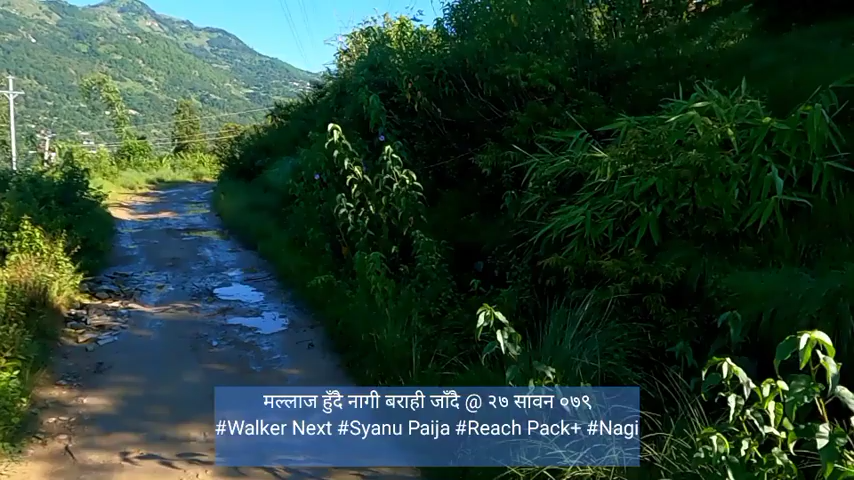 मल्लाज हुँदै नागी बराही जाँदै @ २७ सावन ०७९
#Walker Next #Syanu Paija #Reach Pack+ #Nagi